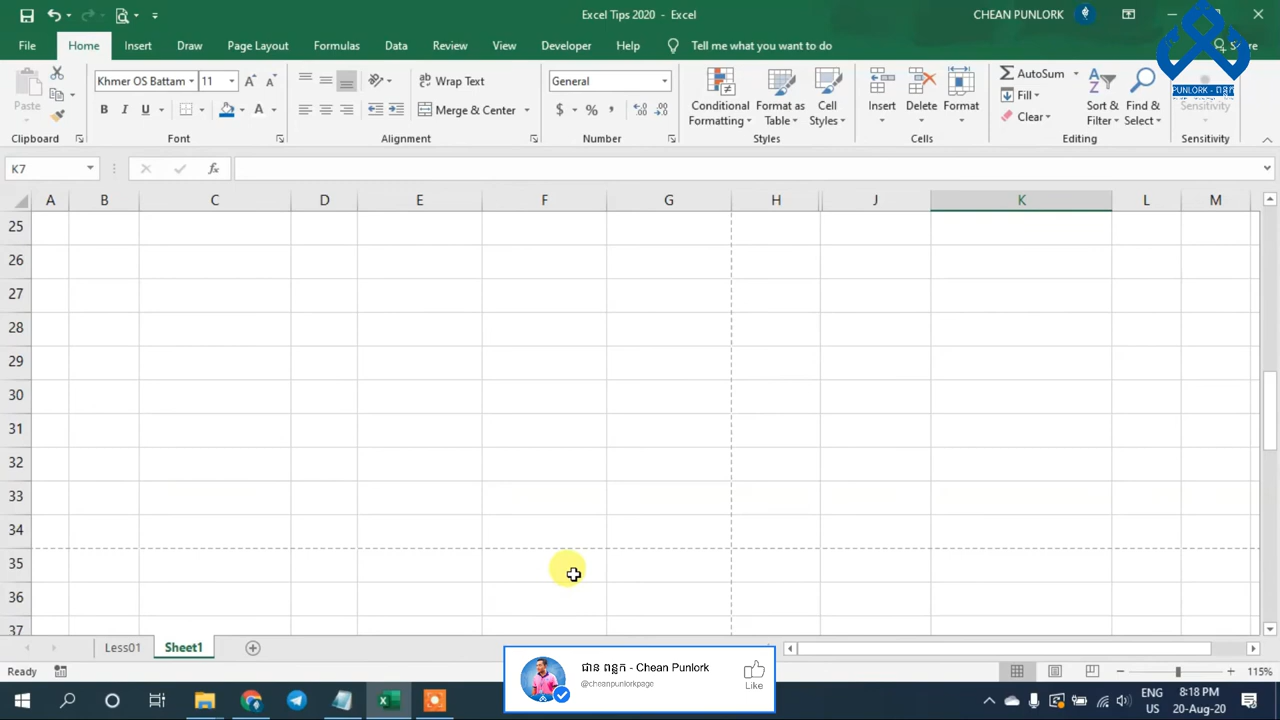 Excel Tips 2020 - Excel
CHEAN PUNLORK
File Home Insert Draw Page Layout Formulas Data Review View Developer Help Tell me what you want to do
Khmer OS Battam 11 Wrap Text General AutoSum
Paste Conditional Formatting Format as Table Cell Styles Insert Delete Format Fill Sort & Filter Find & Select Sensitivity
B I U Merge & Center $ % , Clear
Clipboard Font Alignment Number Styles Cells Editing Sensitivity
K7 fx
A B C D E F G H J K L M
25
26
27
28
29
30
31
32
33
34
35
36
37
Less01 Sheet1
ជាន ពន្លក - Chean Punlork
@cheanpunlorkpage
Like
Ready 115%
ENG 8:18 PM
US 20-Aug-20